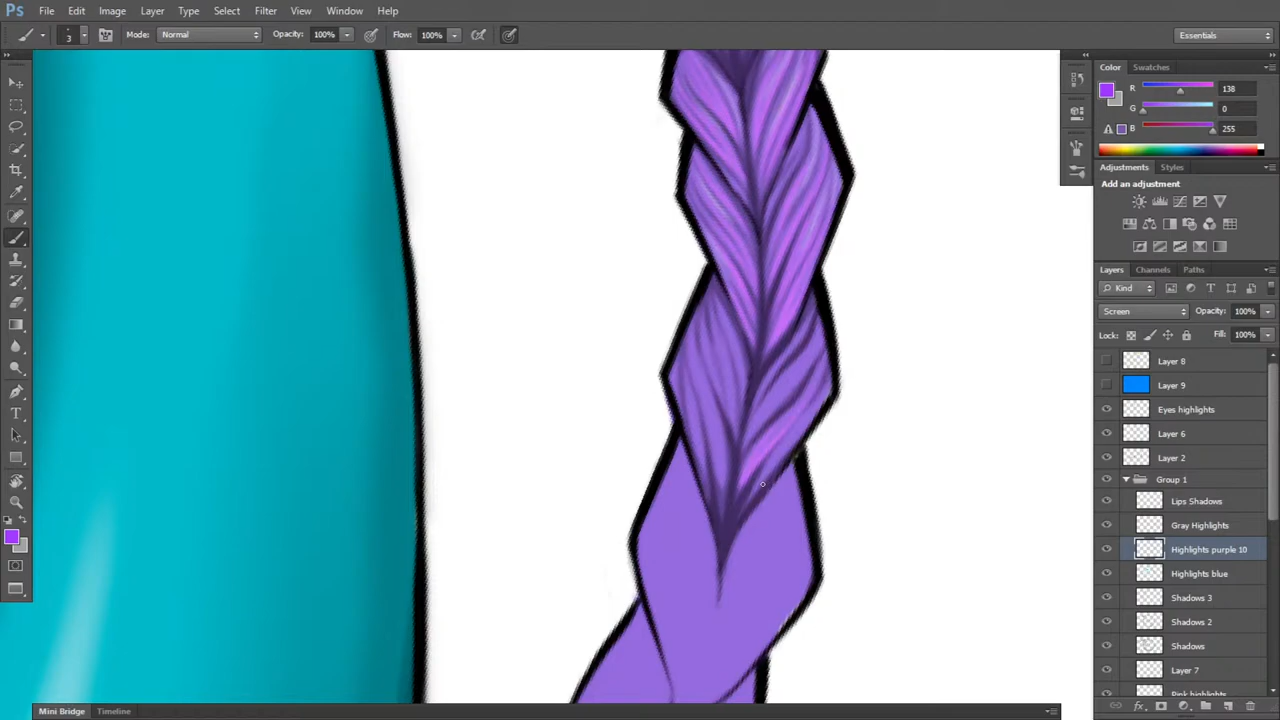 Ps File Edit Image Layer Type Select Filter View Window Help
3 Mode: Normal Opacity: 100% Flow: 100% Essentials
Color Swatches
R 138
G 0
B 255
Adjustments Styles
Add an adjustment
Layers Channels Paths
Kind
Screen Opacity: 100%
Lock: Fill: 100%
Layer 8
Layer 9
Eyes highlights
Layer 6
Layer 2
Group 1
Lips Shadows
Gray Highlights
Highlights purple 10
Highlights blue
Shadows 3
Shadows 2
Shadows
Layer 7
Pink highlights
Mini Bridge Timeline